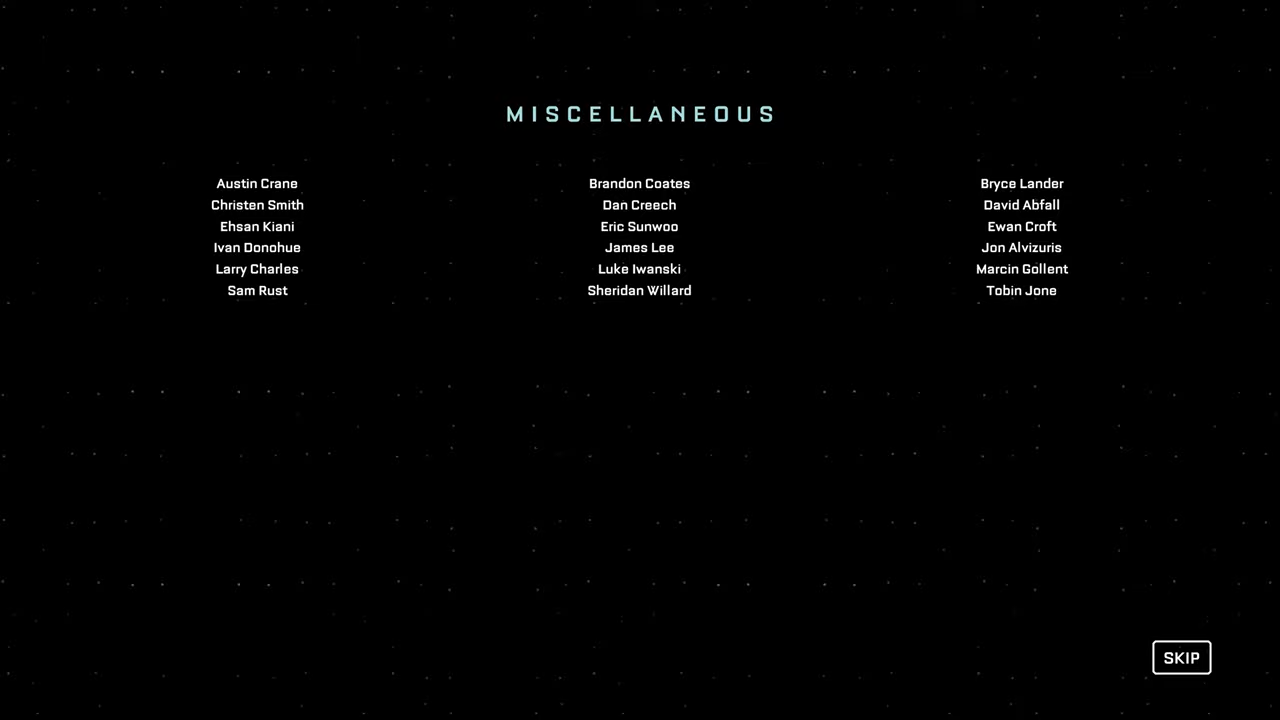 MISCELLANEOUS
Austin Crane Brandon Coates Bryce Lander
Christen Smith Dan Creech David Abfall
Ehsan Kiani Eric Sunwoo Ewan Croft
Ivan Donohue James Lee Jon Alvizuris
Larry Charles Luke Iwanski Marcin Gollent
Sam Rust Sheridan Willard Tobin Jone
SKIP